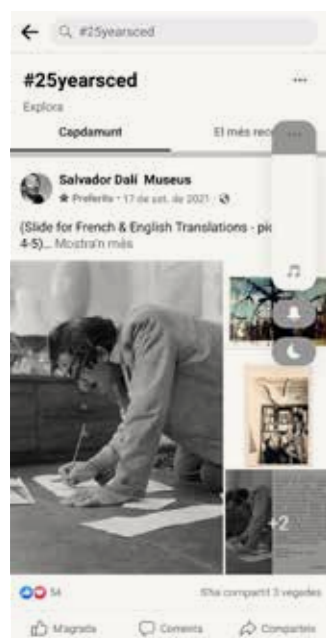 #25yearsced
#25yearsced
Explora
Capdamunt El més rec
Salvador Dalí Museus
Preferits · 17 de set. de 2021
(Slide for French & English Translations - pic
4-5)... Mostra'n més
+2
54 S'ha compartit 3 vegades
M'agrada Comenta Comparteix